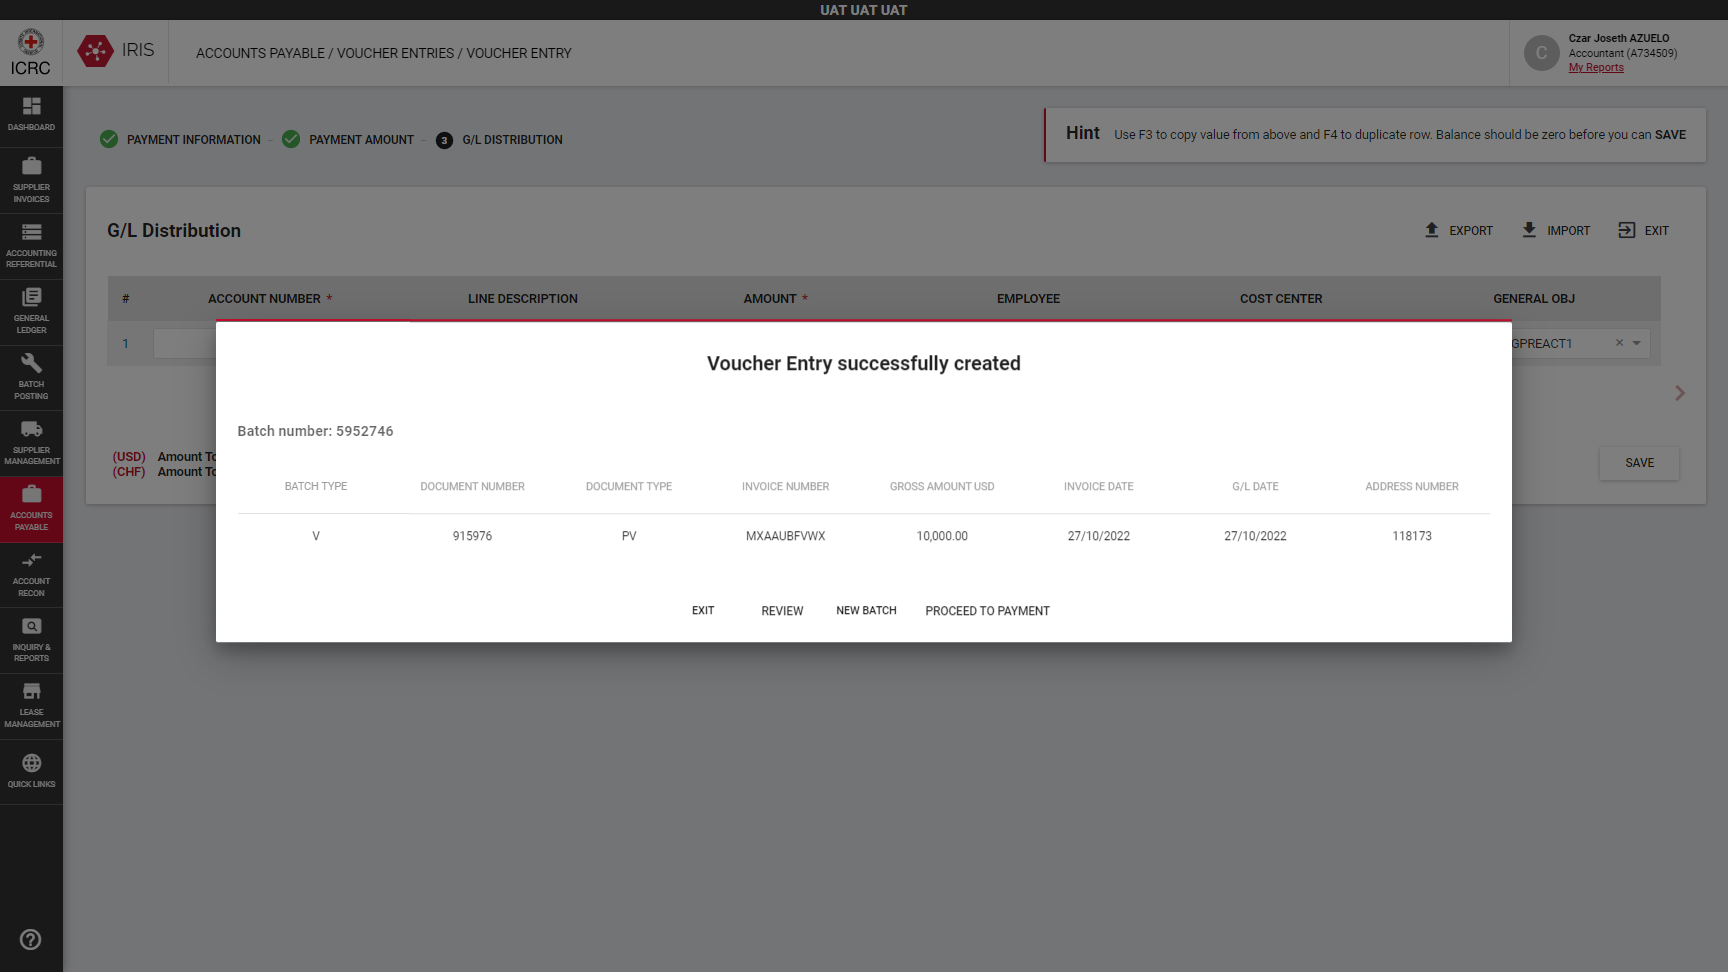 UAT UAT UAT
ICRC
IRIS
ACCOUNTS PAYABLE / VOUCHER ENTRIES / VOUCHER ENTRY
C
Czar Joseth AZUELO
Accountant (A734509)
My Reports
DASHBOARD
SUPPLIER
INVOICES
ACCOUNTING
REFERENTIAL
GENERAL
LEDGER
BATCH
POSTING
SUPPLIER
MANAGEMENT
ACCOUNTS
PAYABLE
ACCOUNT
RECON
INQUIRY &
REPORTS
LEASE
MANAGEMENT
QUICK LINKS
PAYMENT INFORMATION
PAYMENT AMOUNT
3 G/L DISTRIBUTION
Hint Use F3 to copy value from above and F4 to duplicate row. Balance should be zero before you can SAVE
G/L Distribution
EXPORT IMPORT EXIT
# ACCOUNT NUMBER * LINE DESCRIPTION AMOUNT * EMPLOYEE COST CENTER GENERAL OBJ
1 GPREACT1
Voucher Entry successfully created
Batch number: 5952746
BATCH TYPE DOCUMENT NUMBER DOCUMENT TYPE INVOICE NUMBER GROSS AMOUNT USD INVOICE DATE G/L DATE ADDRESS NUMBER
V 915976 PV MXAAUBFVWX 10,000.00 27/10/2022 27/10/2022 118173
EXIT REVIEW NEW BATCH PROCEED TO PAYMENT
(USD) Amount To
(CHF) Amount To
SAVE